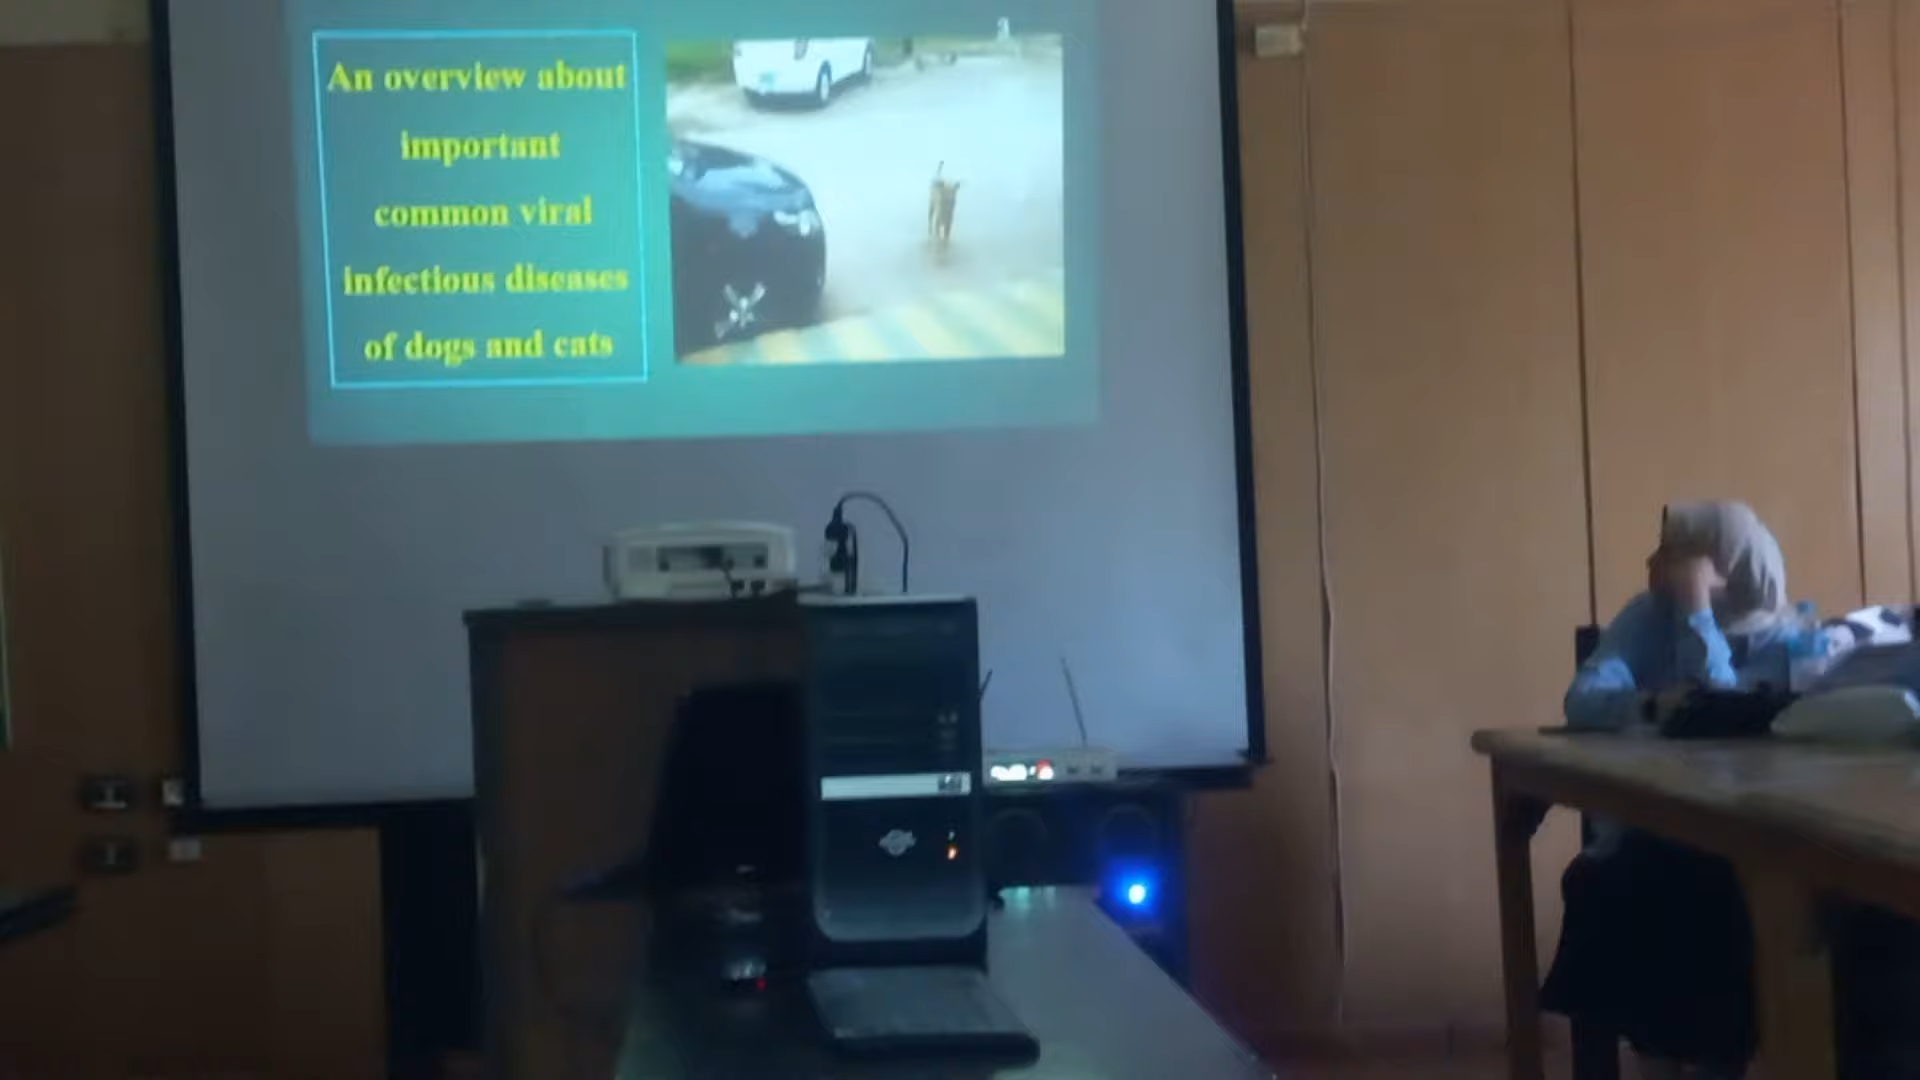 An overview about
important
common viral
infectious diseases
of dogs and cats